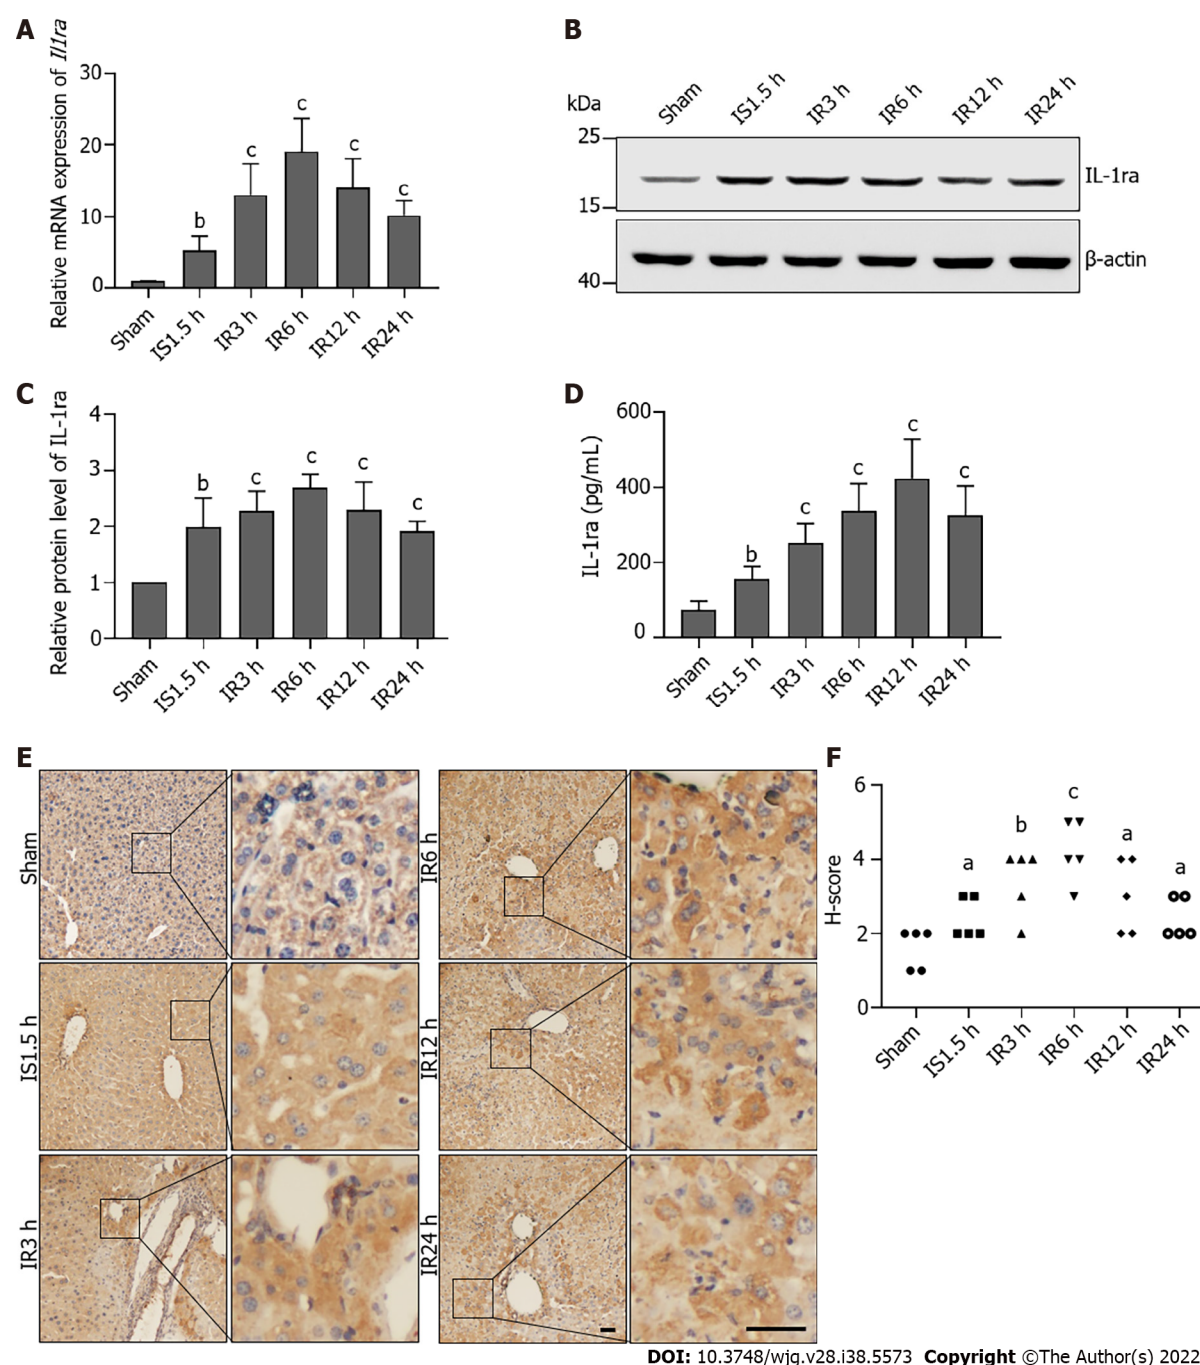 A
Relative mRNA expression of Il1ra
30
20
10
0
c
c
c
c
b
Sham
IS1.5 h
IR3 h
IR6 h
IR12 h
IR24 h
B
kDa
Sham
IS1.5 h
IR3 h
IR6 h
IR12 h
IR24 h
25
15
IL-1ra
40
β-actin
C
Relative protein level of IL-1ra
4
3
2
1
0
b
c
c
c
c
Sham
IS1.5 h
IR3 h
IR6 h
IR12 h
IR24 h
D
IL-1ra (pg/mL)
600
400
200
0
b
c
c
c
c
Sham
IS1.5 h
IR3 h
IR6 h
IR12 h
IR24 h
E
Sham
IS1.5 h
IR3 h
IR6 h
IR12 h
IR24 h
F
H-score
6
4
2
0
a
b
c
a
a
Sham
IS1.5 h
IR3 h
IR6 h
IR12 h
IR24 h
DOI: 10.3748/wjg.v28.i38.5573 Copyright ©The Author(s) 2022